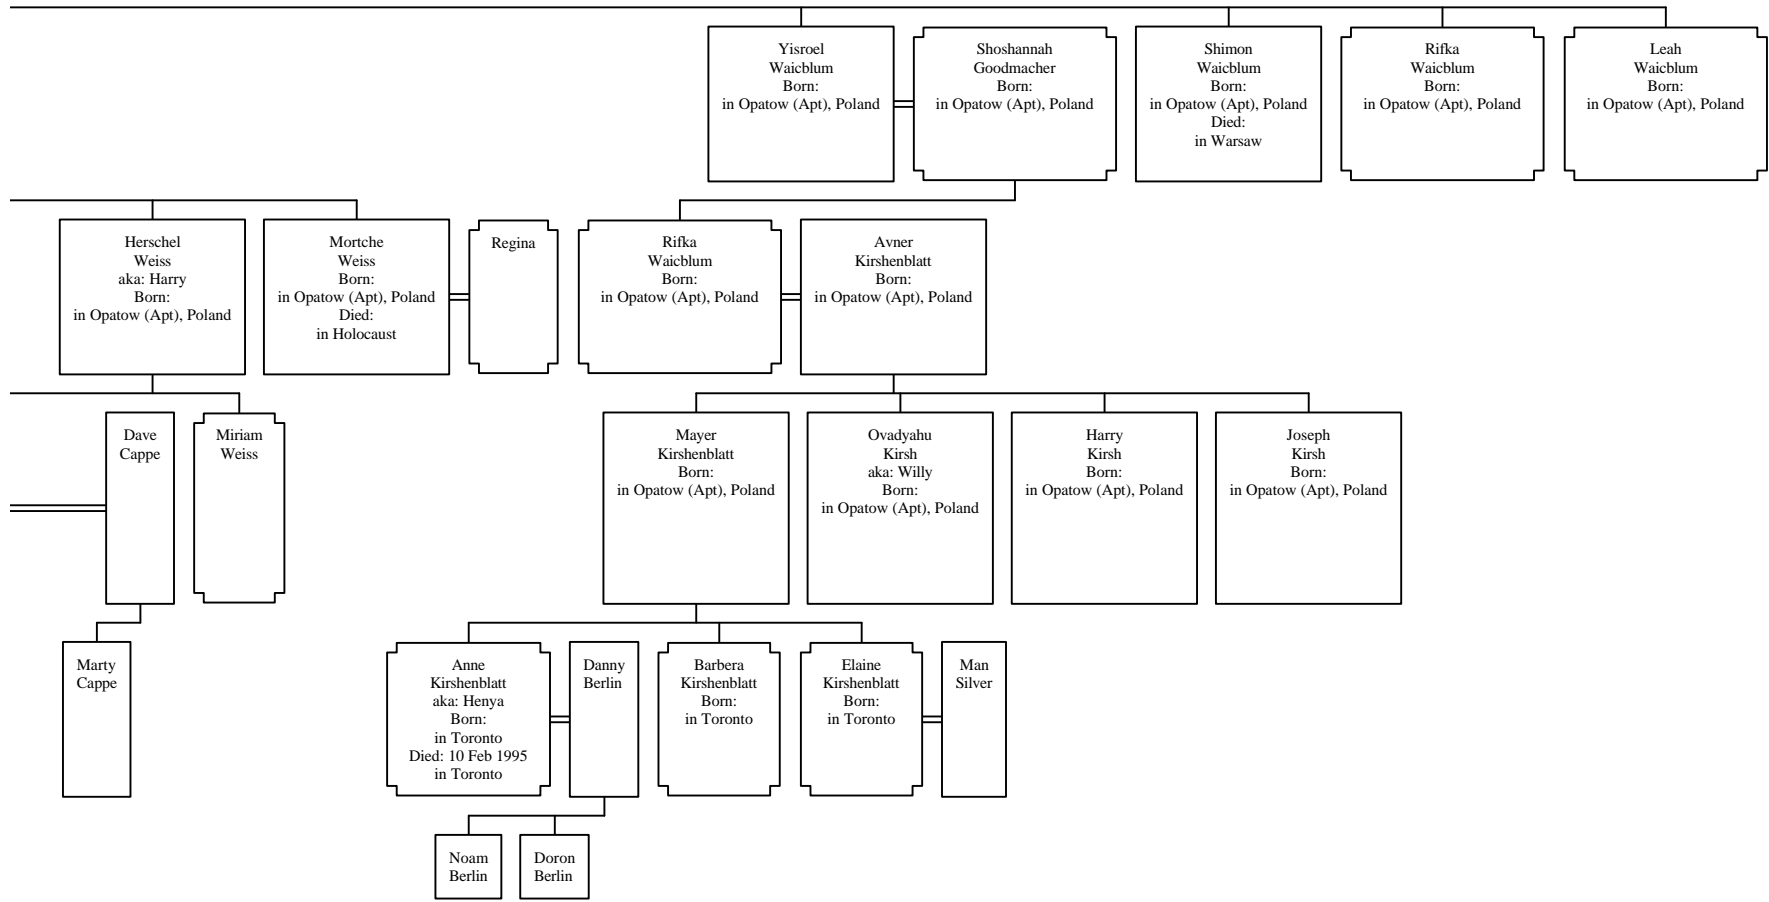 Yisroel
Waicblum
Born:
in Opatow (Apt), Poland
Shoshannah
Goodmacher
Born:
in Opatow (Apt), Poland
Shimon
Waicblum
Born:
in Opatow (Apt), Poland
Died:
in Warsaw
Rifka
Waicblum
Born:
in Opatow (Apt), Poland
Leah
Waicblum
Born:
in Opatow (Apt), Poland
Herschel
Weiss
aka: Harry
Born:
in Opatow (Apt), Poland
Mortche
Weiss
Born:
in Opatow (Apt), Poland
Died:
in Holocaust
Regina
Rifka
Waicblum
Born:
in Opatow (Apt), Poland
Avner
Kirshenblatt
Born:
in Opatow (Apt), Poland
Dave
Cappe
Miriam
Weiss
Mayer
Kirshenblatt
Born:
in Opatow (Apt), Poland
Ovadyahu
Kirsh
aka: Willy
Born:
in Opatow (Apt), Poland
Harry
Kirsh
Born:
in Opatow (Apt), Poland
Joseph
Kirsh
Born:
in Opatow (Apt), Poland
Marty
Cappe
Anne
Kirshenblatt
aka: Henya
Born:
in Toronto
Died: 10 Feb 1995
in Toronto
Danny
Berlin
Barbera
Kirshenblatt
Born:
in Toronto
Elaine
Kirshenblatt
Born:
in Toronto
Man
Silver
Noam
Berlin
Doron
Berlin